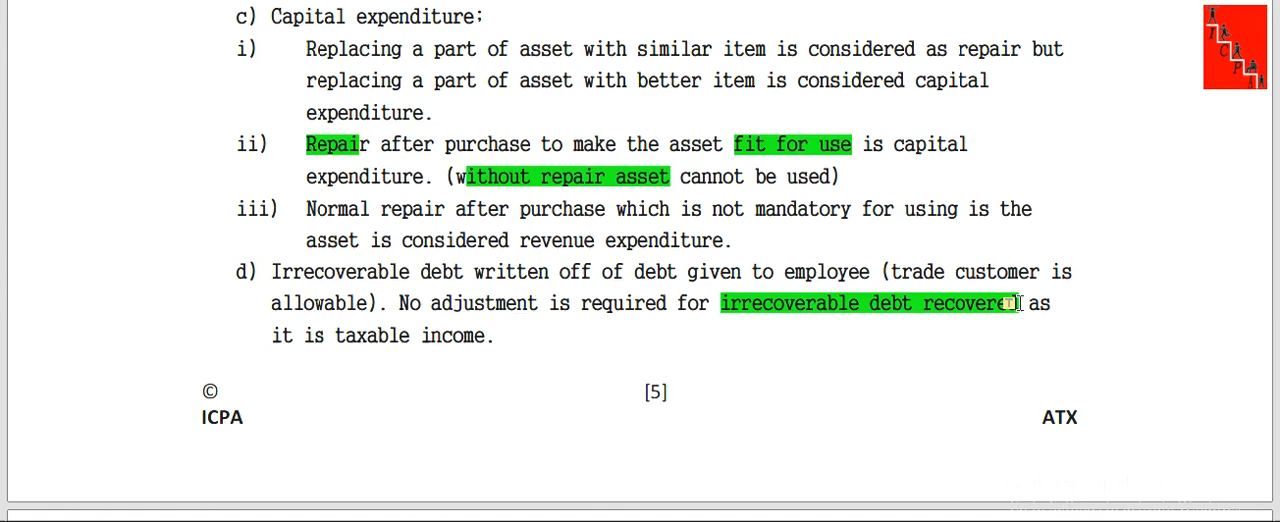 c) Capital expenditure;
i) Replacing a part of asset with similar item is considered as repair but
replacing a part of asset with better item is considered capital
expenditure.
ii) Repair after purchase to make the asset fit for use is capital
expenditure. (without repair asset cannot be used)
iii) Normal repair after purchase which is not mandatory for using is the
asset is considered revenue expenditure.
d) Irrecoverable debt written off of debt given to employee (trade customer is
allowable). No adjustment is required for irrecoverable debt recovered as
it is taxable income.
© [5]
ICPA ATX
I
C
P